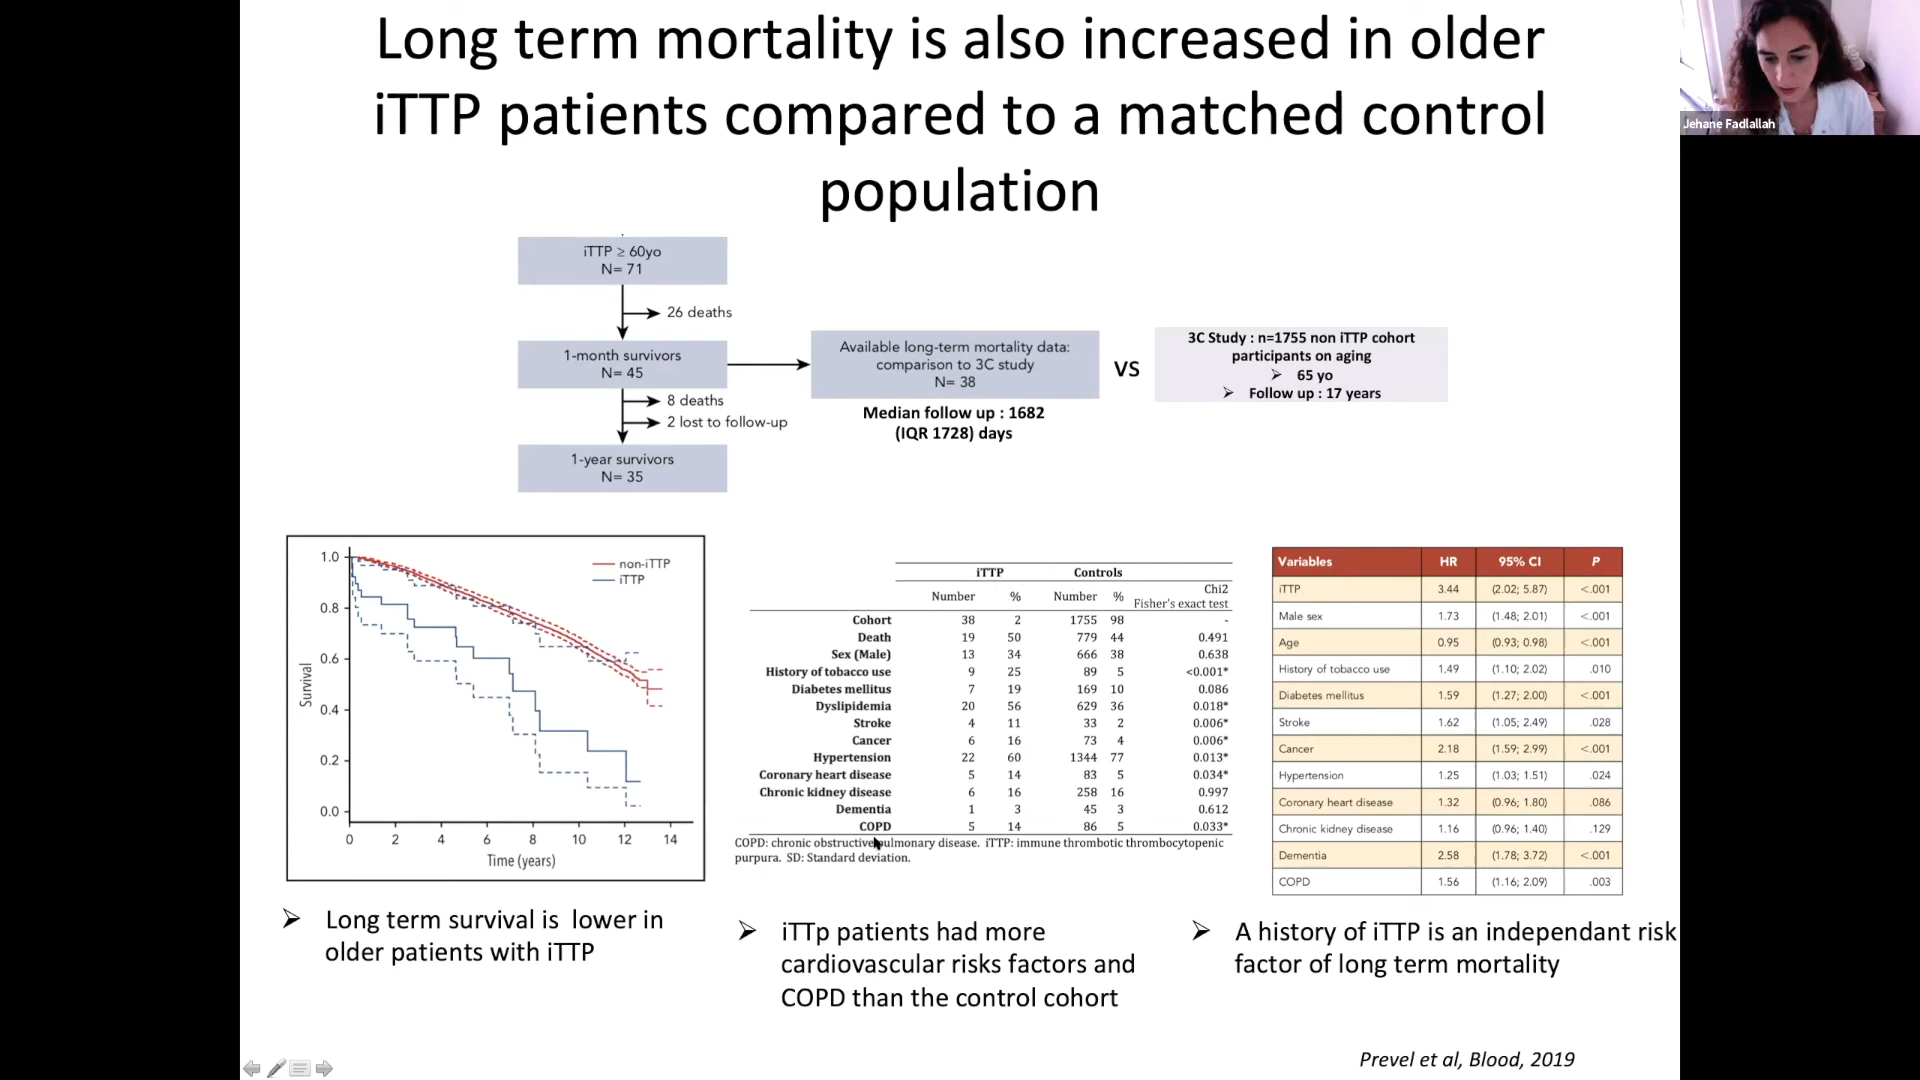 Long term mortality is also increased in older
iTTP patients compared to a matched control
population
Jehane Fadlallah
iTTP ≥ 60yo
N= 71
26 deaths
1-month survivors
N= 45
8 deaths
2 lost to follow-up
1-year survivors
N= 35
Available long-term mortality data:
comparison to 3C study
N= 38
Median follow up : 1682
(IQR 1728) days
VS
3C Study : n=1755 non iTTP cohort
participants on aging
➢ 65 yo
➢ Follow up : 17 years
Survival
1.0
0.8
0.6
0.4
0.2
0.0
0 2 4 6 8 10 12 14
Time (years)
non-iTTP
iTTP
iTTP Controls
Number % Number % Chi2
Fisher's exact test
Cohort 38 2 1755 98 -
Death 19 50 779 44 0.491
Sex (Male) 13 34 666 38 0.638
History of tobacco use 9 25 89 5 <0.001*
Diabetes mellitus 7 19 169 10 0.086
Dyslipidemia 20 56 629 36 0.018*
Stroke 4 11 33 2 0.006*
Cancer 6 16 73 4 0.006*
Hypertension 22 60 1344 77 0.013*
Coronary heart disease 5 14 83 5 0.034*
Chronic kidney disease 6 16 258 16 0.997
Dementia 1 3 45 3 0.612
COPD 5 14 86 5 0.033*
COPD: chronic obstructive pulmonary disease. iTTP: immune thrombotic thrombocytopenic
purpura. SD: Standard deviation.
Variables HR 95% CI P
iTTP 3.44 (2.02; 5.87) <.001
Male sex 1.73 (1.48; 2.01) <.001
Age 0.95 (0.93; 0.98) <.001
History of tobacco use 1.49 (1.10; 2.02) .010
Diabetes mellitus 1.59 (1.27; 2.00) <.001
Stroke 1.62 (1.05; 2.49) .028
Cancer 2.18 (1.59; 2.99) <.001
Hypertension 1.25 (1.03; 1.51) .024
Coronary heart disease 1.32 (0.96; 1.80) .086
Chronic kidney disease 1.16 (0.96; 1.40) .129
Dementia 2.58 (1.78; 3.72) <.001
COPD 1.56 (1.16; 2.09) .003
➢ Long term survival is lower in
older patients with iTTP
➢ iTTp patients had more
cardiovascular risks factors and
COPD than the control cohort
➢ A history of iTTP is an independant risk
factor of long term mortality
Prevel et al, Blood, 2019